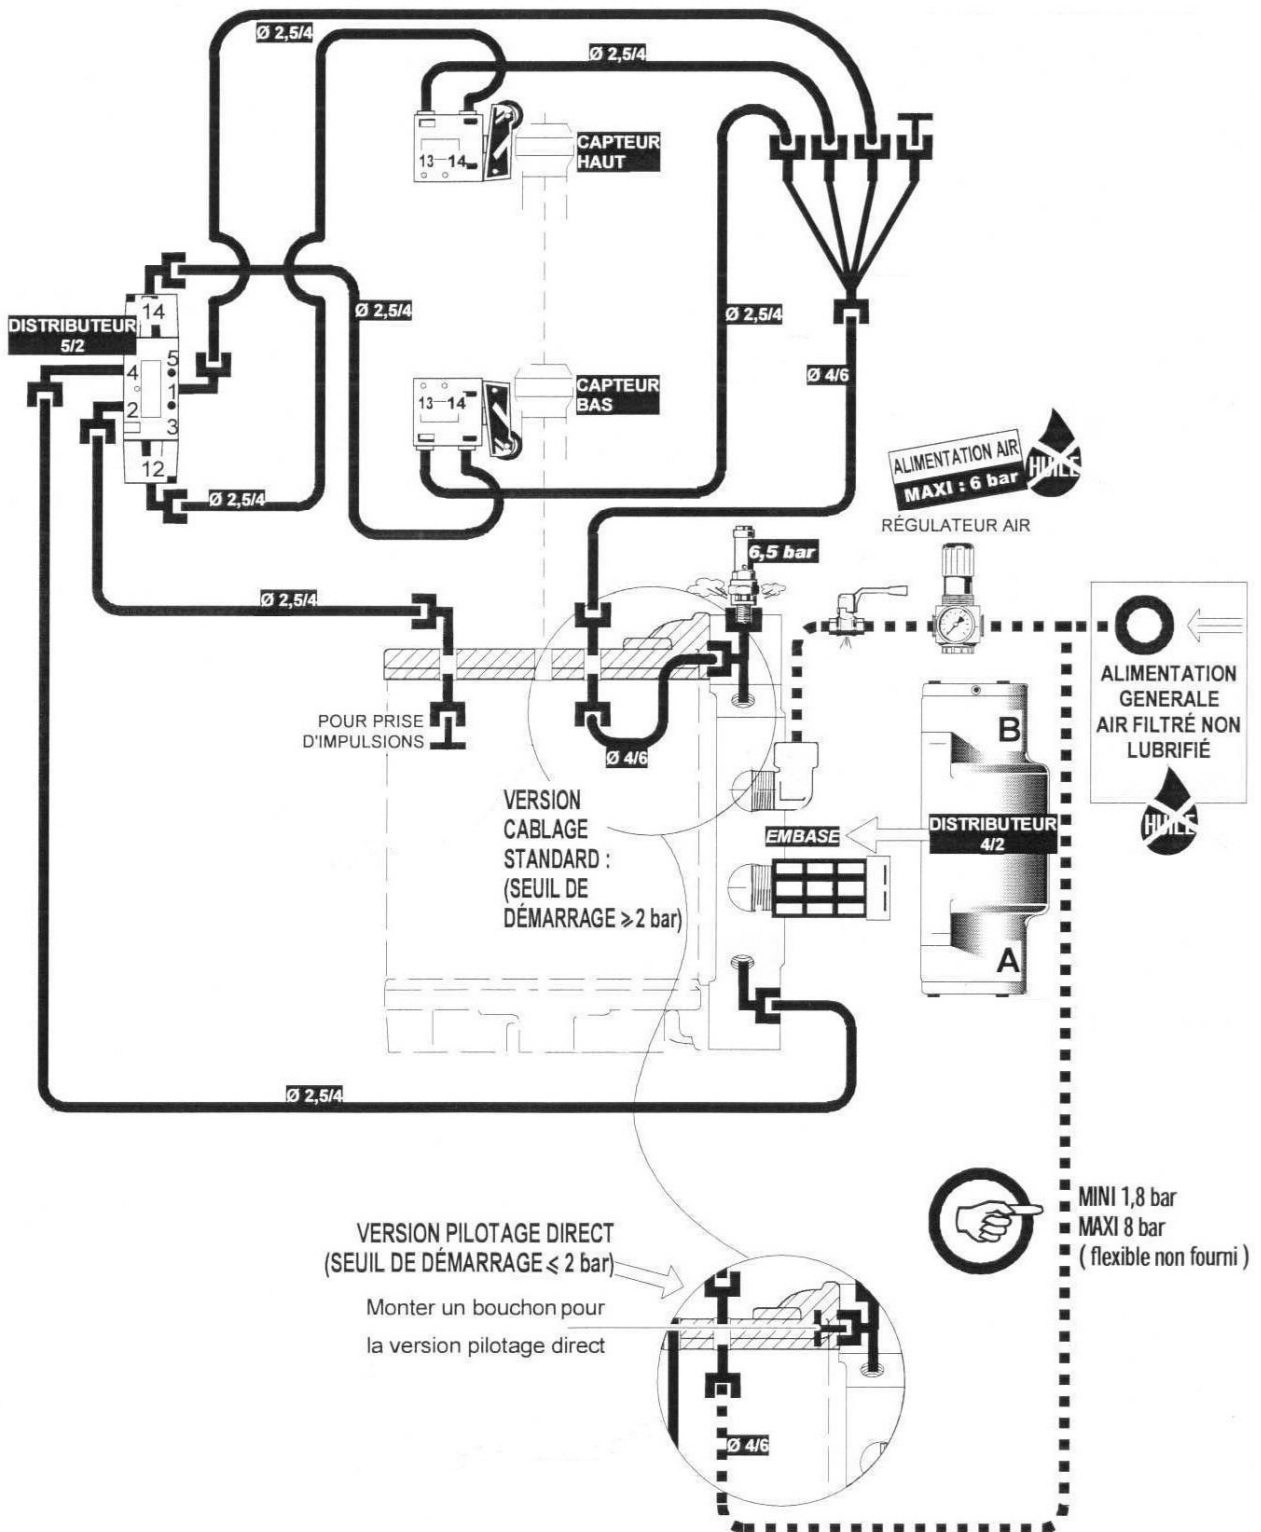 Ø 2,5/4
Ø 2,5/4
Ø 2,5/4
CAPTEUR
HAUT
13 14
14
DISTRIBUTEUR
5/2
4
5
1
2
3
12
Ø 2,5/4
Ø 2,5/4
Ø 2,5/4
CAPTEUR
BAS
13 14
Ø 4/6
ALIMENTATION AIR
MAXI : 6 bar
HUILE
RÉGULATEUR AIR
6,5 bar
Ø 2,5/4
POUR PRISE
D'IMPULSIONS
Ø 4/6
ALIMENTATION
GENERALE
AIR FILTRÉ NON
LUBRIFIÉ
HUILE
VERSION
CABLAGE
STANDARD :
(SEUIL DE
DÉMARRAGE ⩾ 2 bar)
EMBASE
B
DISTRIBUTEUR
4/2
A
Ø 2,5/4
MINI 1,8 bar
MAXI 8 bar
( flexible non fourni )
VERSION PILOTAGE DIRECT
(SEUIL DE DÉMARRAGE ⩽ 2 bar)
Monter un bouchon pour
la version pilotage direct
Ø 4/6